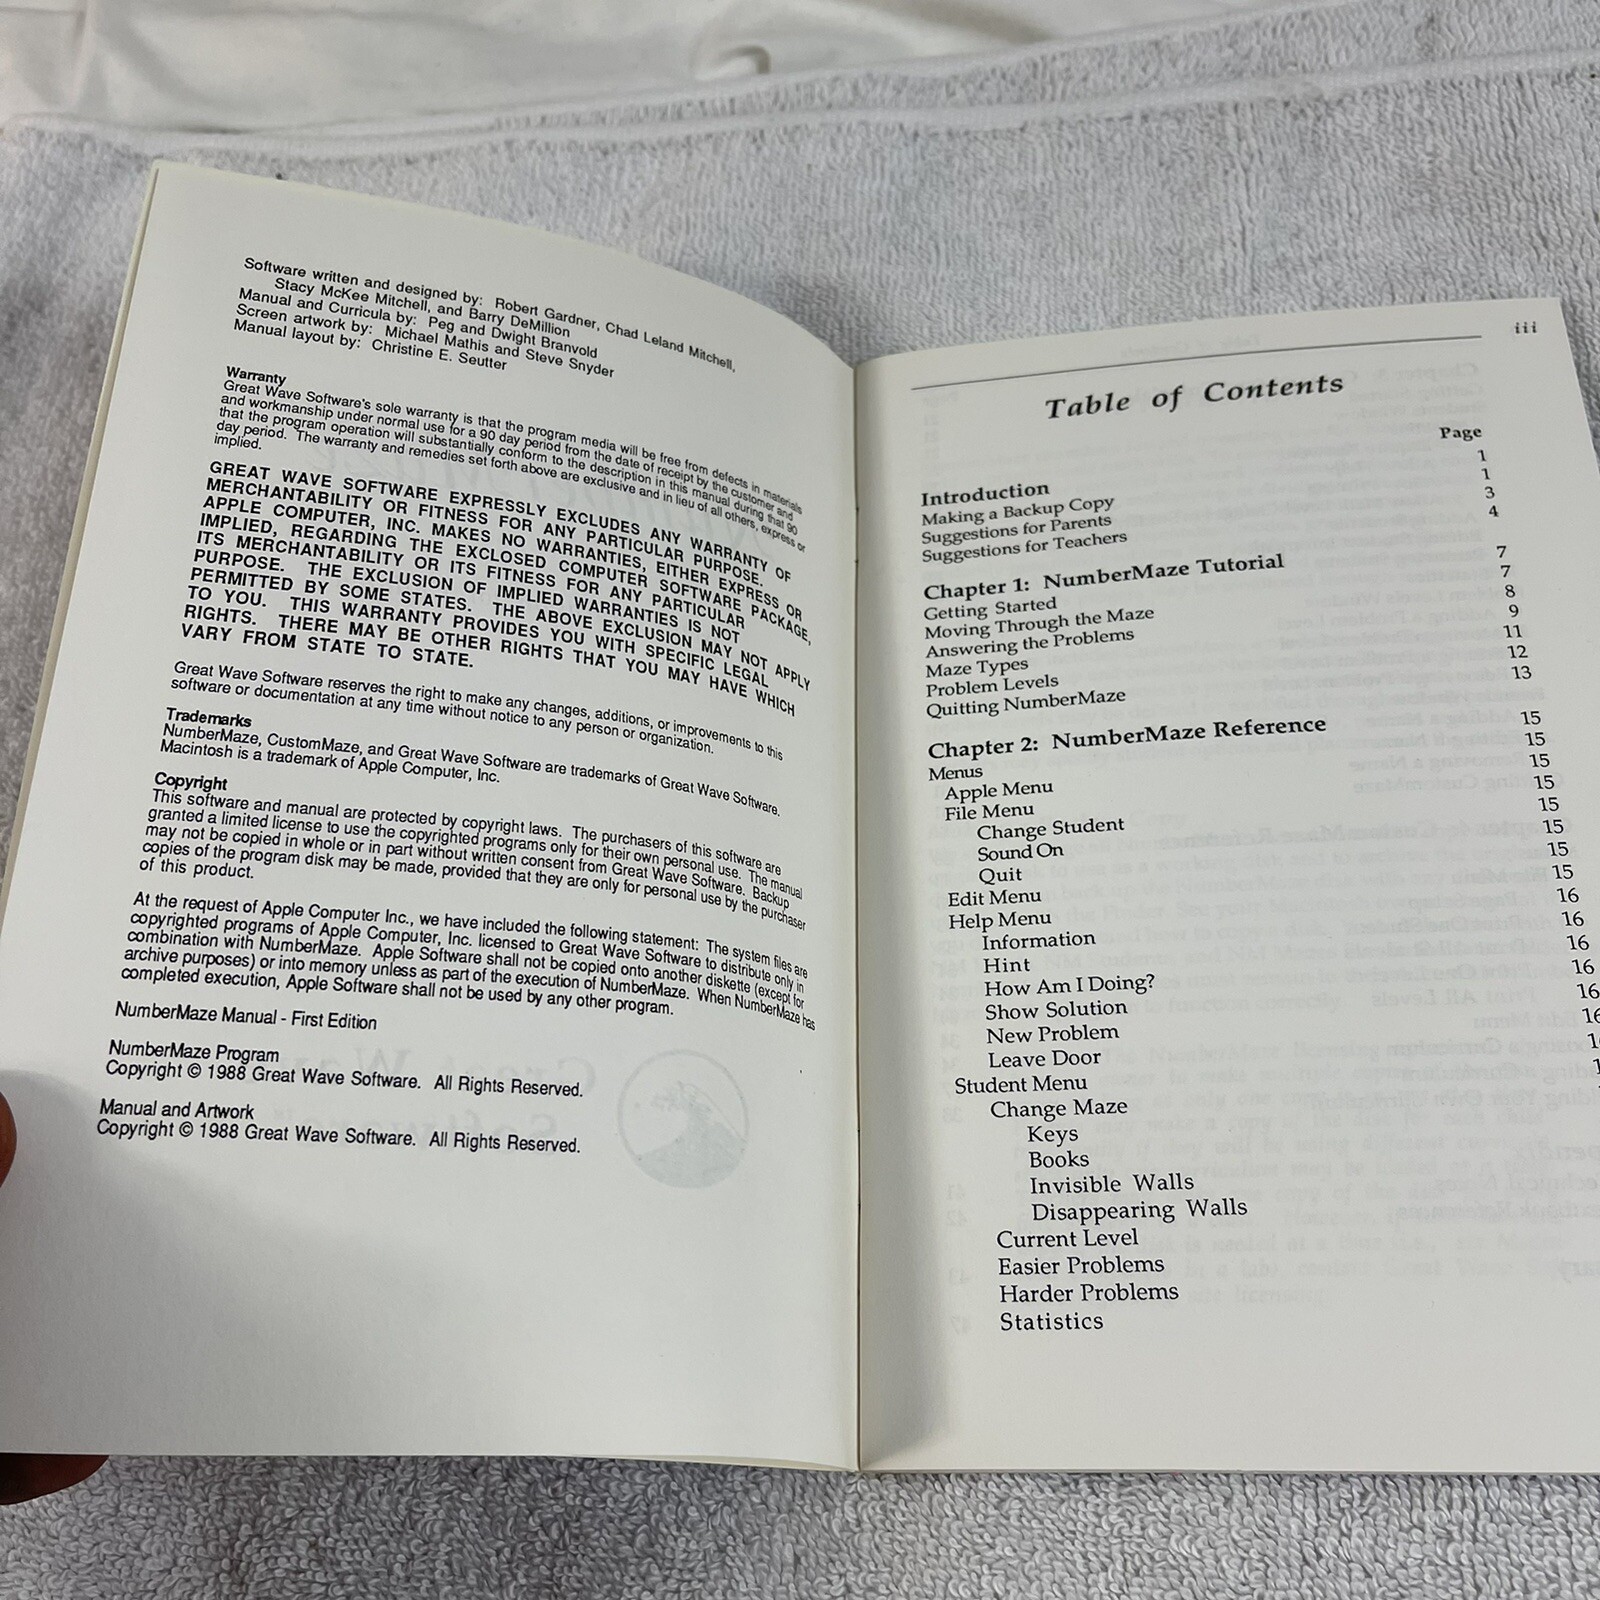 Software written and designed by: Robert Gardner, Chad Leland Mitchell,
Stacy McKee Mitchell, and Barry DeMillion
Manual and Curricula by: Peg and Dwight Branvold
Screen artwork by: Michael Mathis and Steve Snyder
Manual layout by: Christine E. Seutter
Warranty
Great Wave Software's sole warranty is that the program media will be free from defects in materials
and workmanship under normal use for a 90 day period from the date of receipt by the customer and
that the program operation will substantially conform to the description in this manual during that 90
day period. The warranty and remedies set forth above are exclusive and in lieu of all others, express or
implied.
GREAT WAVE SOFTWARE EXPRESSLY EXCLUDES ANY WARRANTY OF
MERCHANTABILITY OR FITNESS FOR ANY PARTICULAR PURPOSE.
APPLE COMPUTER, INC. MAKES NO WARRANTIES, EITHER EXPRESS OR
IMPLIED, REGARDING THE EXCLOSED COMPUTER SOFTWARE PACKAGE,
ITS MERCHANTABILITY OR ITS FITNESS FOR ANY PARTICULAR
PURPOSE. THE EXCLUSION OF IMPLIED WARRANTIES IS NOT
PERMITTED BY SOME STATES. THE ABOVE EXCLUSION MAY NOT APPLY
TO YOU. THIS WARRANTY PROVIDES YOU WITH SPECIFIC LEGAL
RIGHTS. THERE MAY BE OTHER RIGHTS THAT YOU MAY HAVE WHICH
VARY FROM STATE TO STATE.
Great Wave Software reserves the right to make any changes, additions, or improvements to this
software or documentation at any time without notice to any person or organization.
Trademarks
NumberMaze, CustomMaze, and Great Wave Software are trademarks of Great Wave Software.
Macintosh is a trademark of Apple Computer, Inc.
Copyright
This software and manual are protected by copyright laws. The purchasers of this software are
granted a limited license to use the copyrighted programs only for their own personal use. The manual
may not be copied in whole or in part without written consent from Great Wave Software. Backup
copies of the program disk may be made, provided that they are only for personal use by the purchaser
of this product.
At the request of Apple Computer Inc., we have included the following statement: The system files are
copyrighted programs of Apple Computer, Inc. licensed to Great Wave Software to distribute only in
combination with NumberMaze. Apple Software shall not be copied onto another diskette (except for
archive purposes) or into memory unless as part of the execution of NumberMaze. When NumberMaze has
completed execution, Apple Software shall not be used by any other program.
NumberMaze Manual - First Edition
NumberMaze Program
Copyright © 1988 Great Wave Software. All Rights Reserved.
Manual and Artwork
Copyright © 1988 Great Wave Software. All Rights Reserved.
iii
Table of Contents
Page
Introduction 1
Making a Backup Copy 1
Suggestions for Parents 3
Suggestions for Teachers 4
Chapter 1: NumberMaze Tutorial 7
Getting Started 7
Moving Through the Maze 8
Answering the Problems 9
Maze Types 11
Problem Levels 12
Quitting NumberMaze 13
Chapter 2: NumberMaze Reference 15
Menus 15
Apple Menu 15
File Menu 15
Change Student 15
Sound On 15
Quit 15
Edit Menu 15
Help Menu 16
Information 16
Hint 16
How Am I Doing? 16
Show Solution 16
New Problem
Leave Door
Student Menu
Change Maze
Keys
Books
Invisible Walls
Disappearing Walls
Current Level
Easier Problems
Harder Problems
Statistics